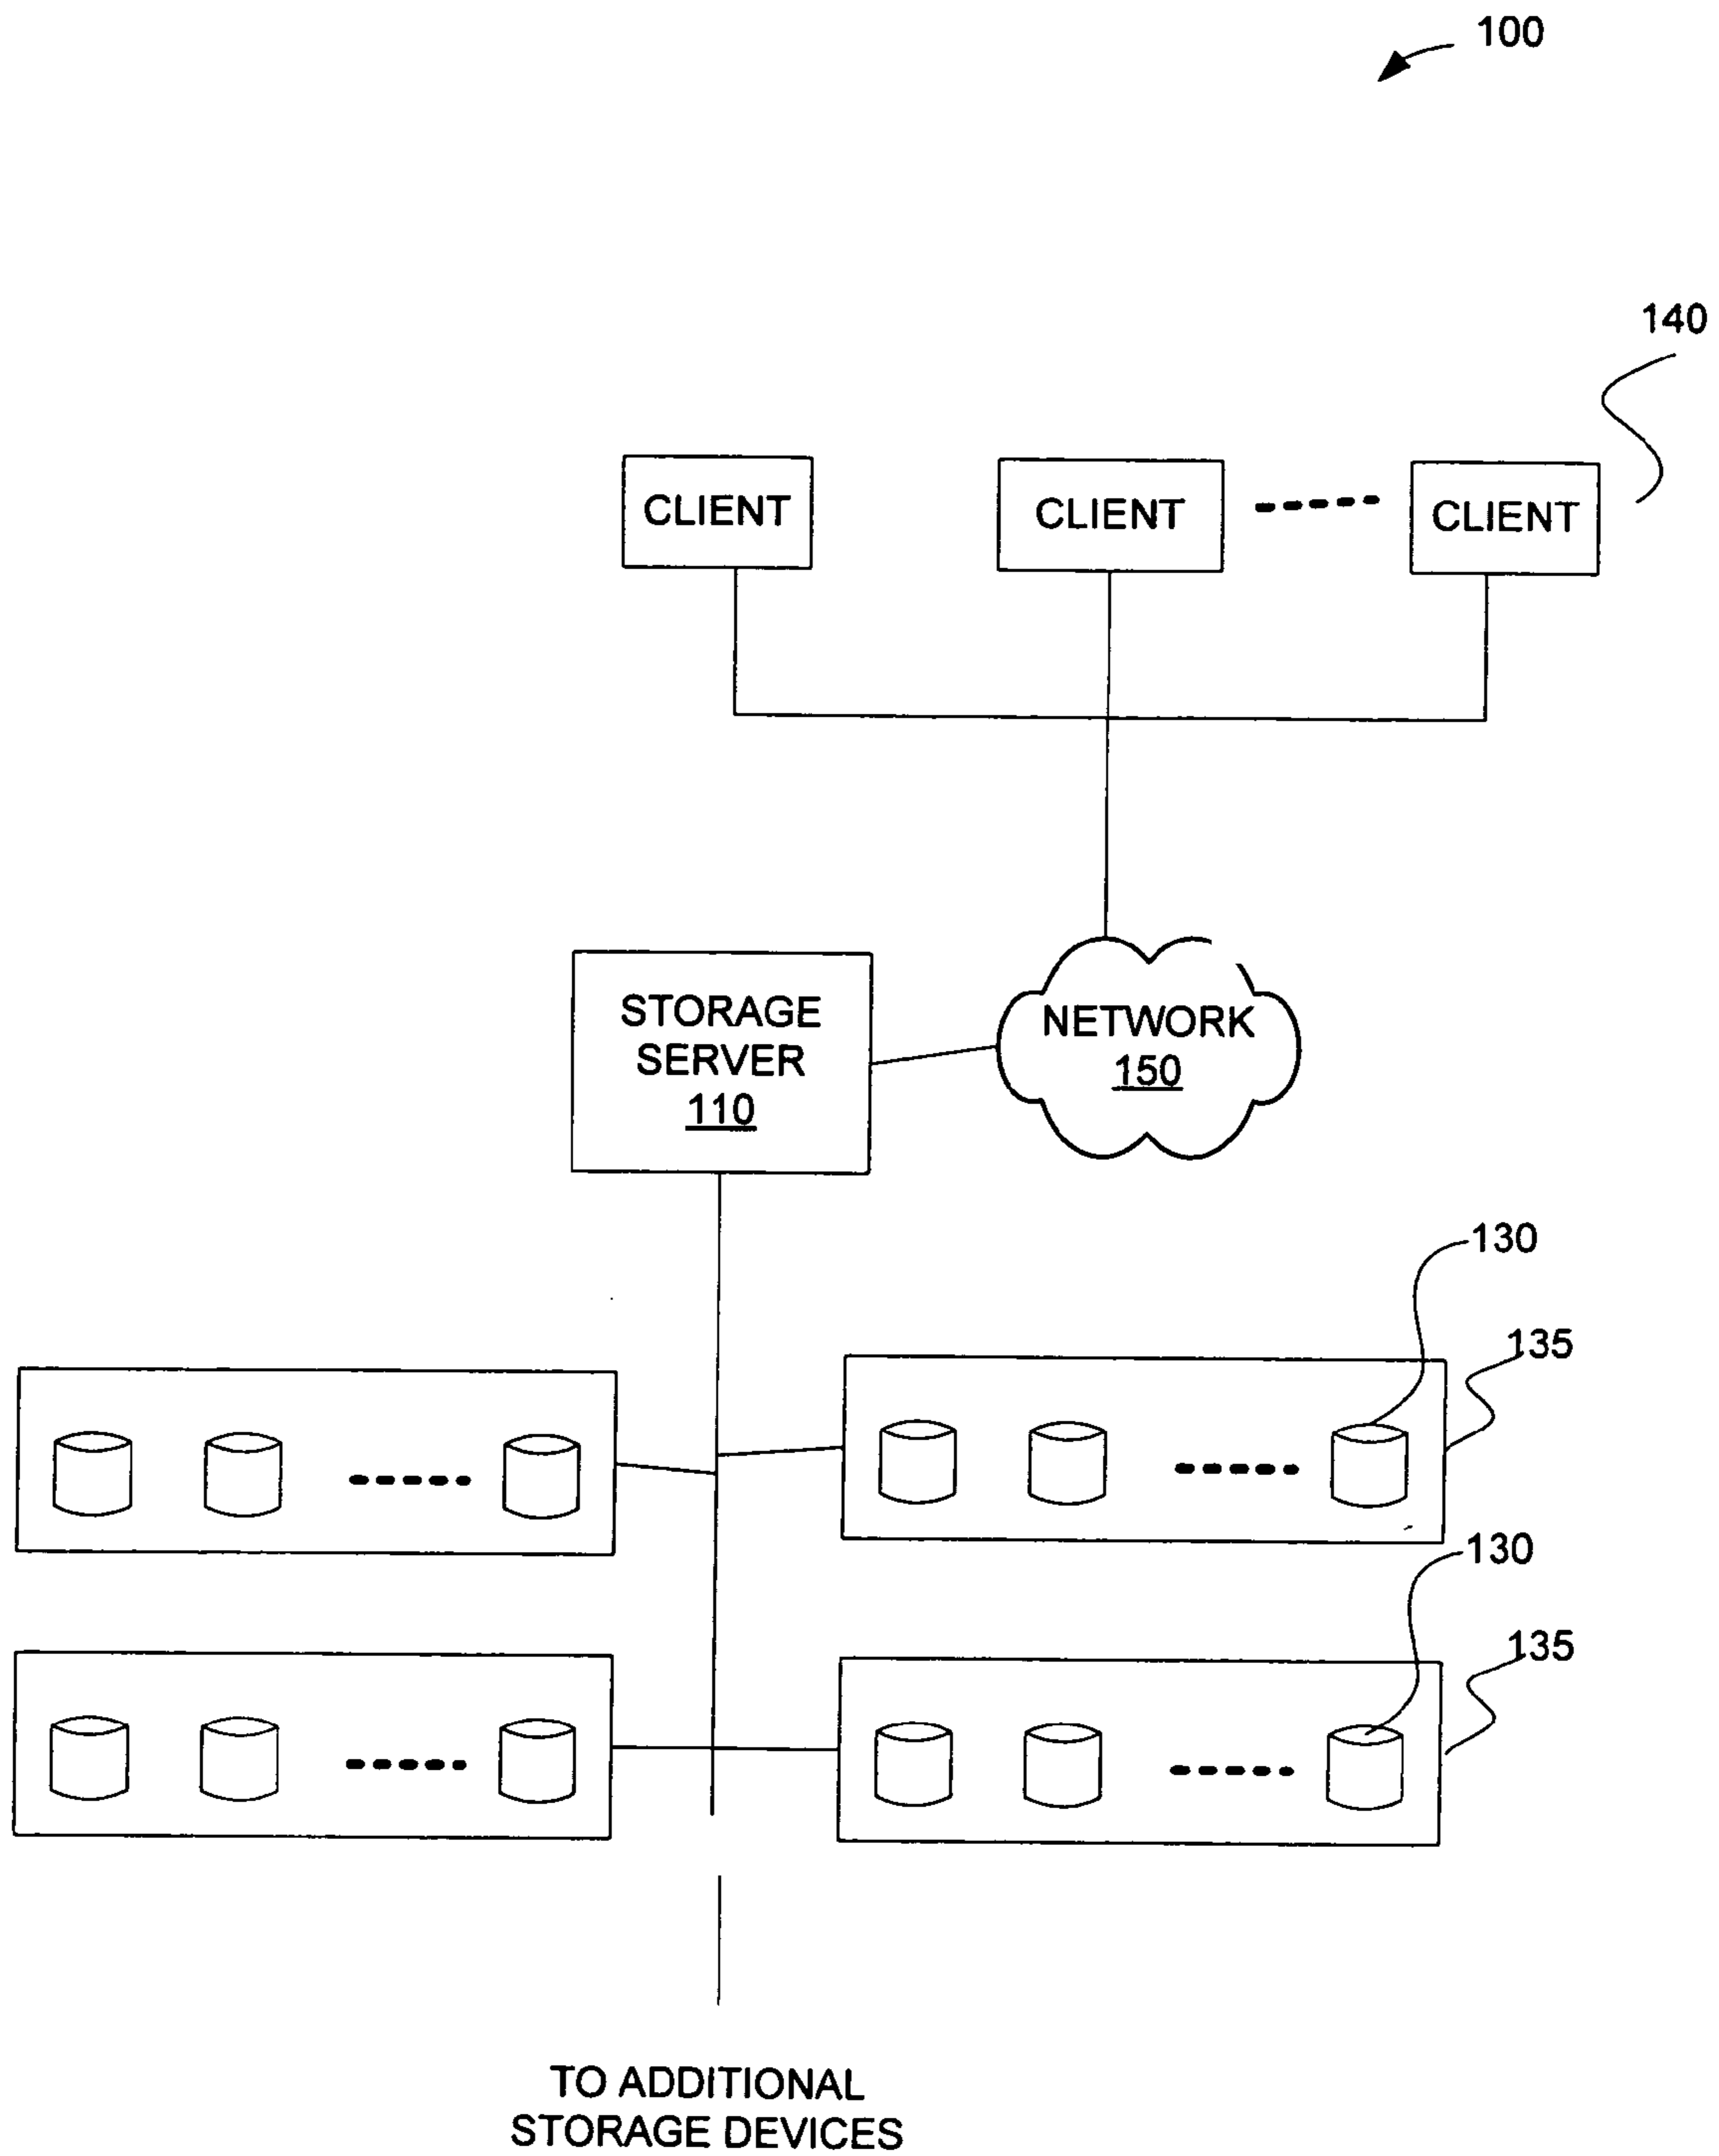 100
140
CLIENT
CLIENT
CLIENT
STORAGE
SERVER
110
NETWORK
150
130
135
130
135
TO ADDITIONAL
STORAGE DEVICES